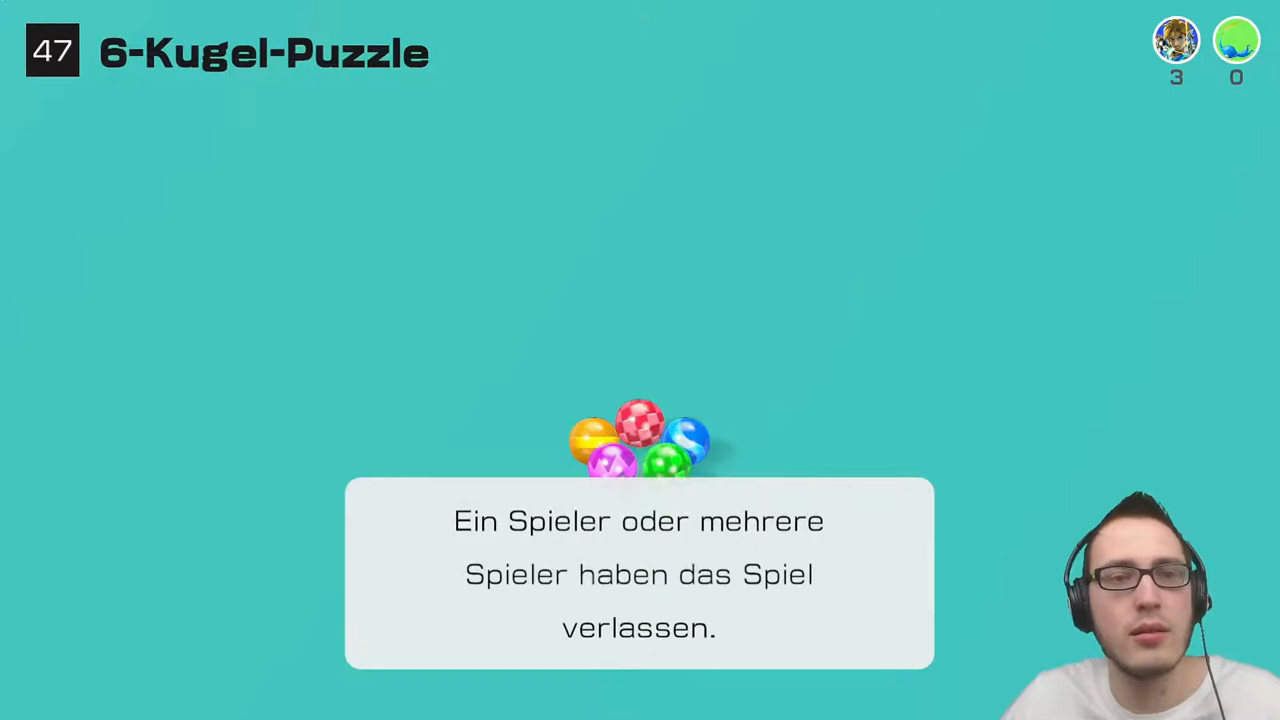 47 6-Kugel-Puzzle
3 0
Ein Spieler oder mehrere
Spieler haben das Spiel
verlassen.